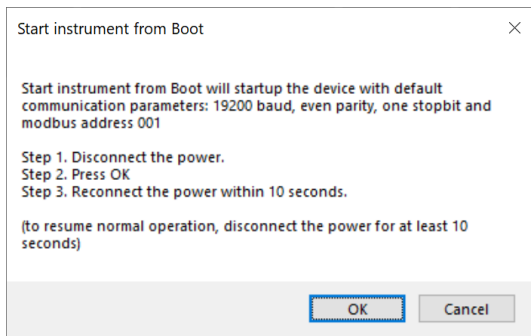 Start instrument from Boot
Start instrument from Boot will startup the device with default
communication parameters: 19200 baud, even parity, one stopbit and
modbus address 001
Step 1. Disconnect the power.
Step 2. Press OK
Step 3. Reconnect the power within 10 seconds.
(to resume normal operation, disconnect the power for at least 10
seconds)
OK
Cancel